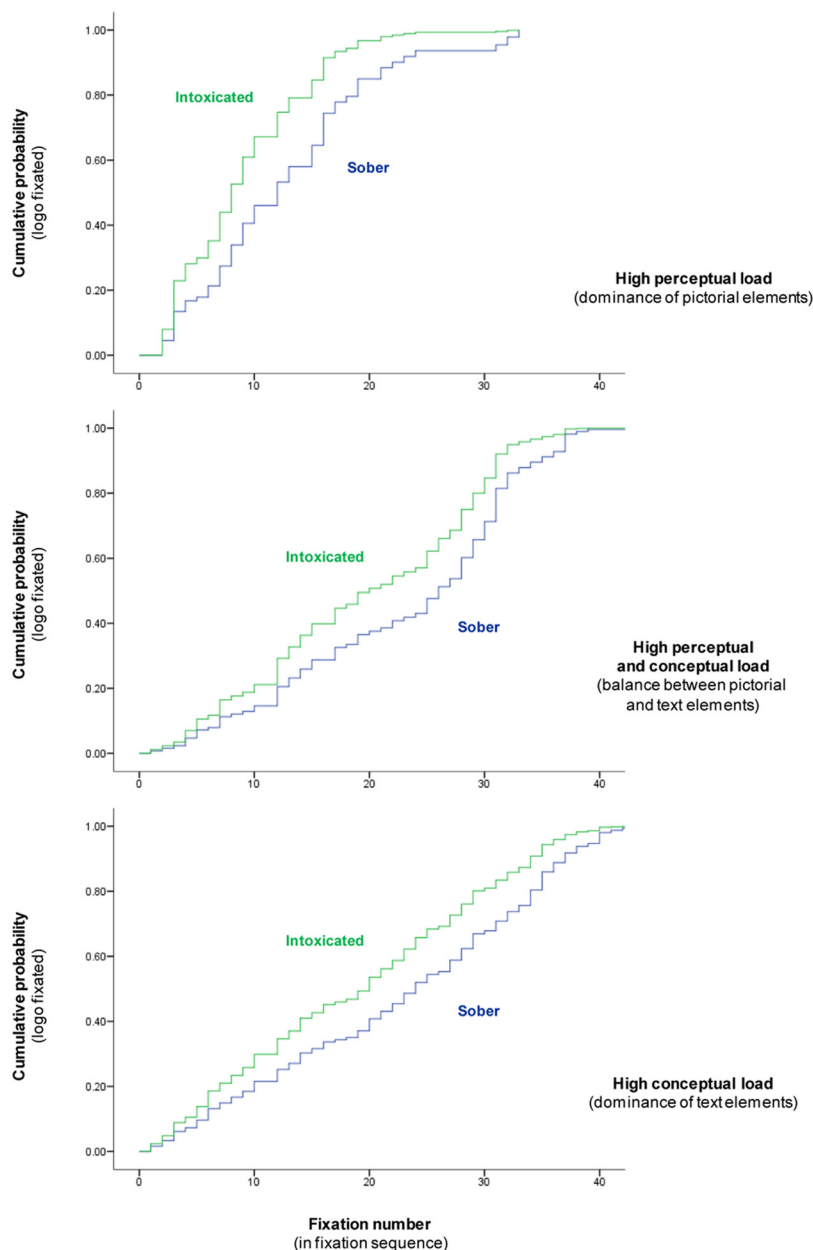 1.00
0.80
0.60
0.40
0.20
0.00
Cumulative probability
(logo fixated)
Intoxicated
Sober
High perceptual load
(dominance of pictorial elements)
0 10 20 30 40
1.00
0.80
0.60
0.40
0.20
0.00
Cumulative probability
(logo fixated)
Intoxicated
Sober
High perceptual
and conceptual load
(balance between pictorial
and text elements)
0 10 20 30 40
1.00
0.80
0.60
0.40
0.20
0.00
Cumulative probability
(logo fixated)
Intoxicated
Sober
High conceptual load
(dominance of text elements)
0 10 20 30 40
Fixation number
(in fixation sequence)